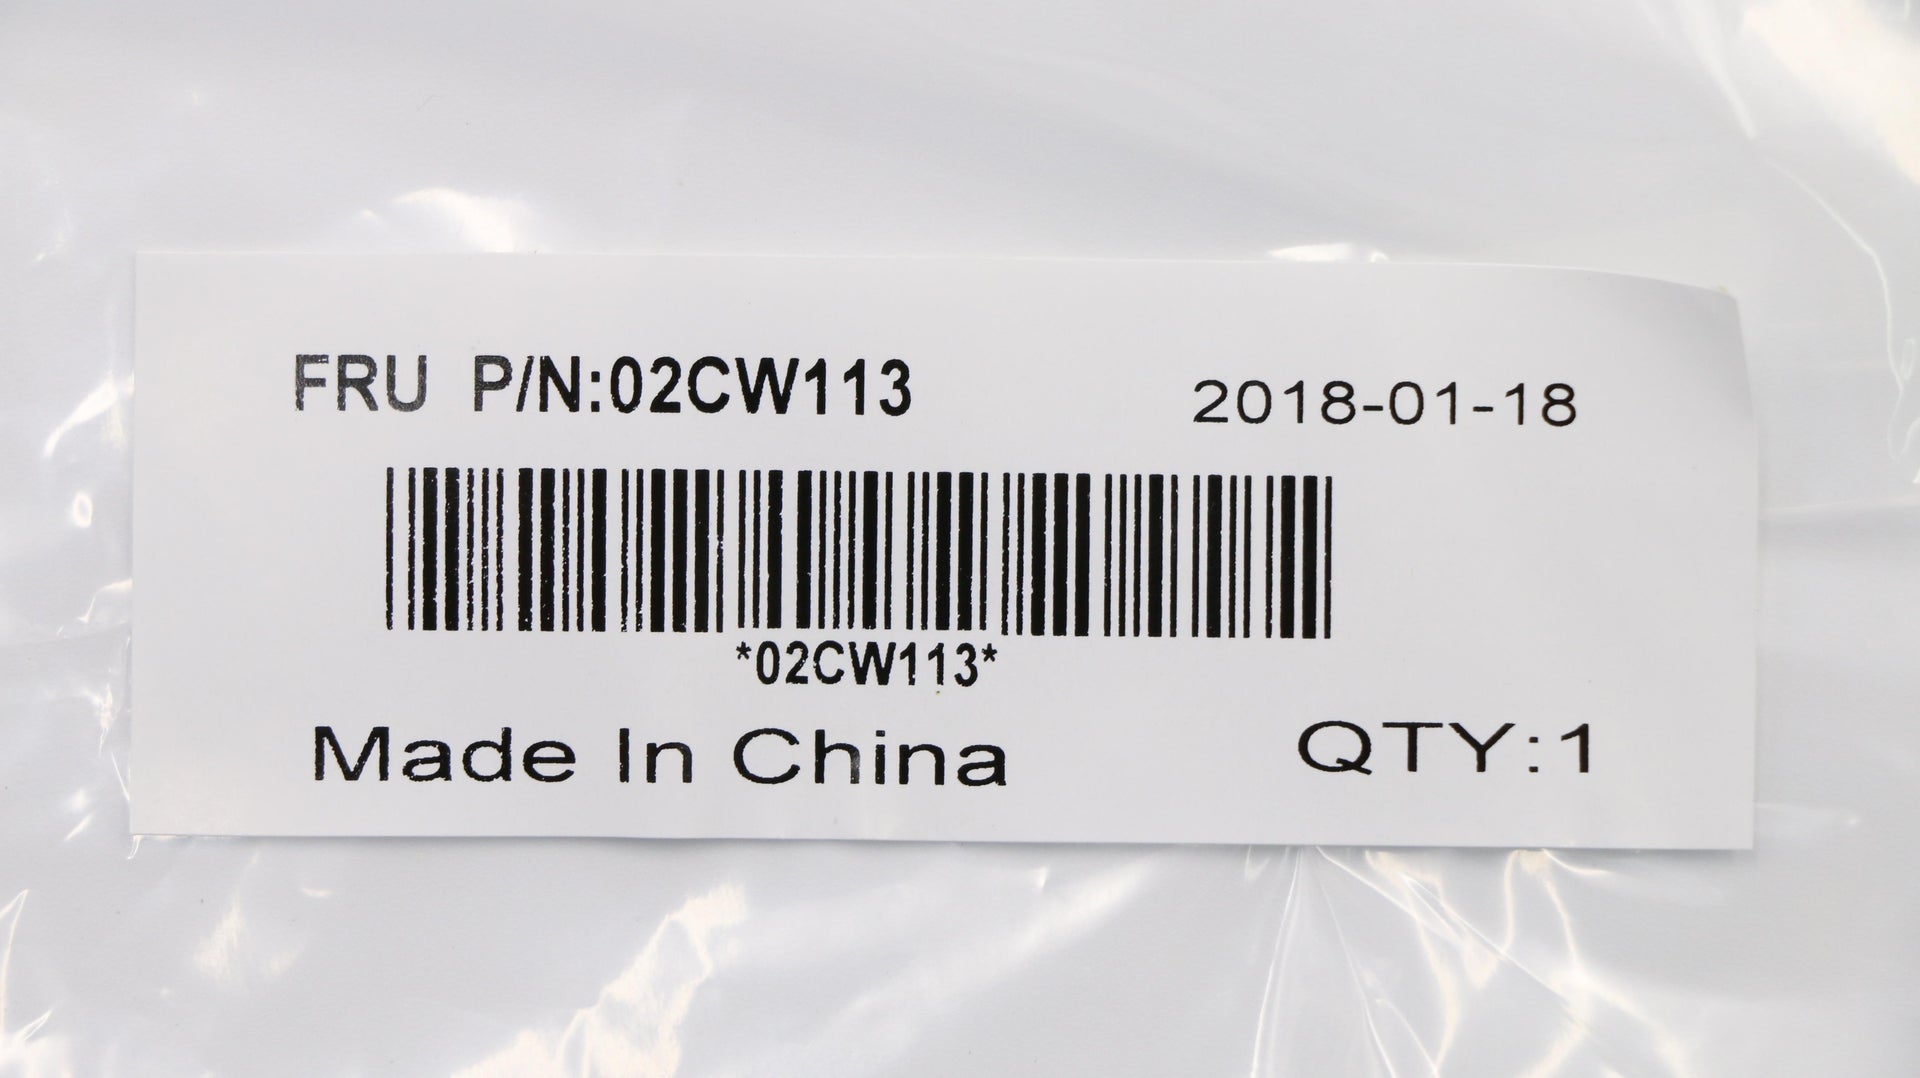 FRU P/N:02CW113
2018-01-18
*02CW113*
Made In China
QTY:1